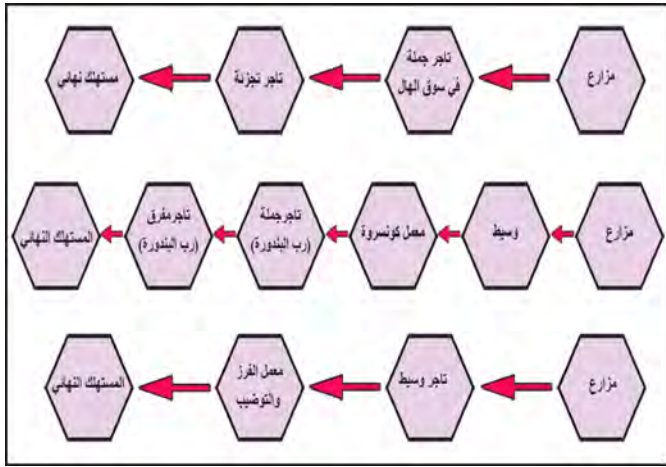 مزارع
تاجر جملة
في سوق الهال
تاجر تجزئة
مستهلك نهائي
مزارع
وسيط
معمل كونسروة
تاجر جملة
(رب البندورة)
تاجر مفرق
(رب البندورة)
المستهلك النهائي
مزارع
تاجر وسيط
معمل الفرز
والتوضيب
المستهلك النهائي